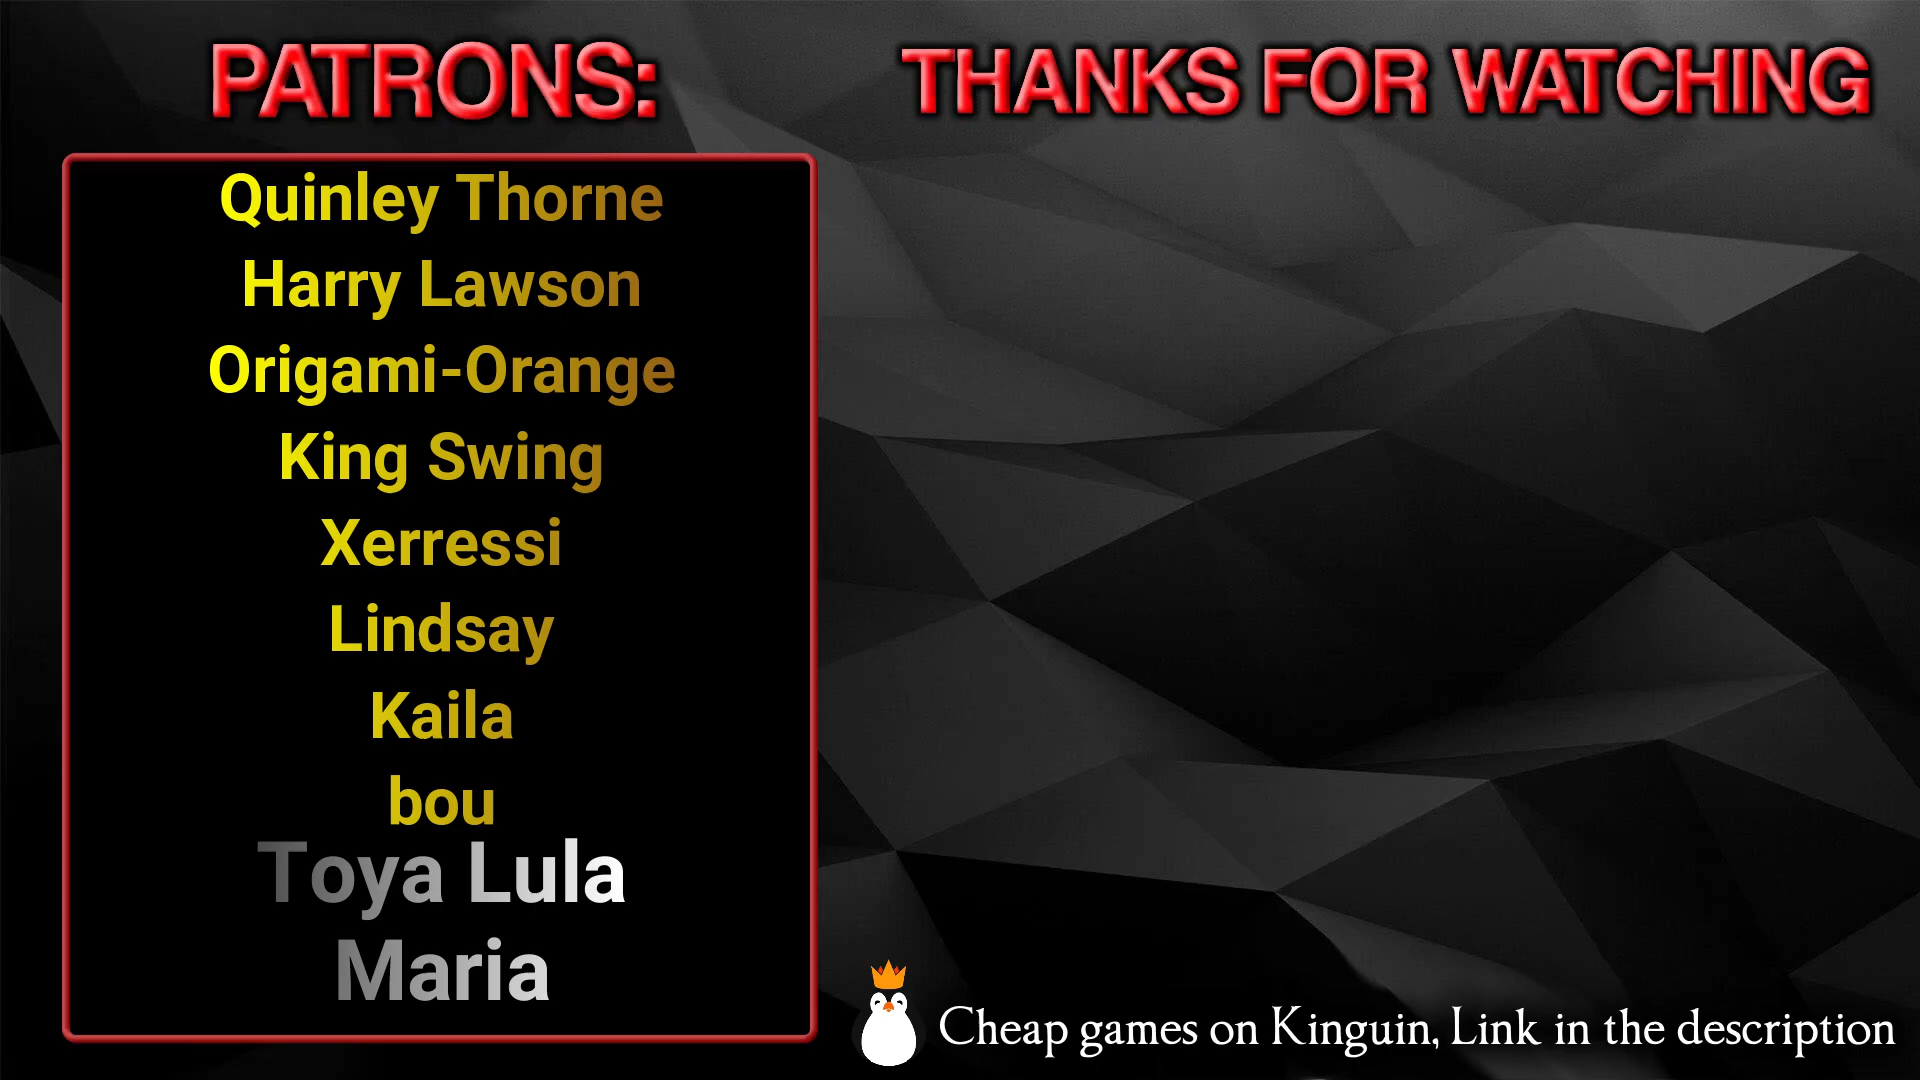 PATRONS:
THANKS FOR WATCHING
Quinley Thorne
Harry Lawson
Origami-Orange
King Swing
Xerressi
Lindsay
Kaila
bou
Toya Lula
Maria
Cheap games on Kinguin, Link in the description